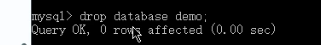 mysql> drop database demo;
Query OK, 0 rows affected (0.00 sec)